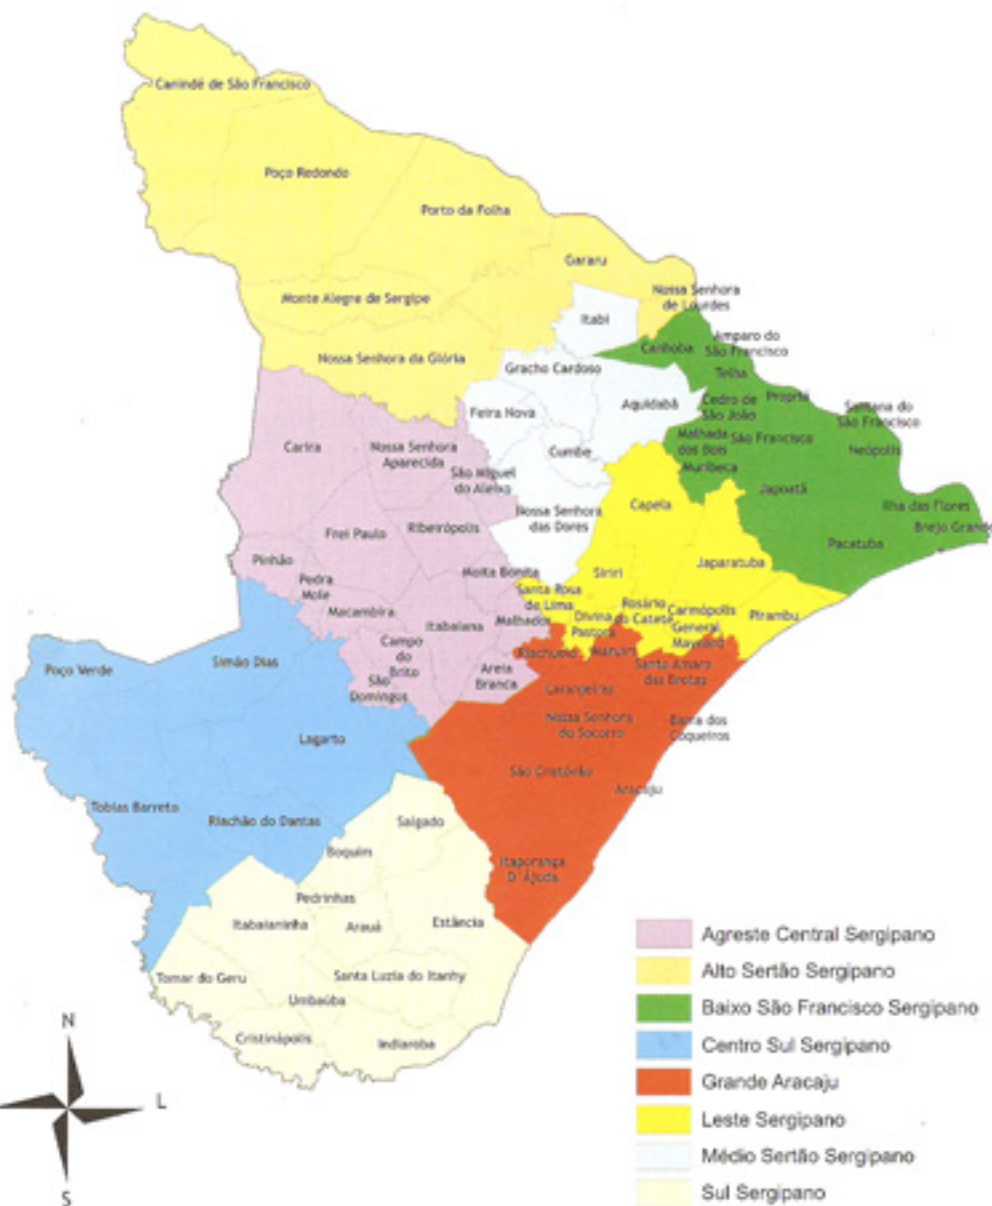 Canindé de São Francisco
Poço Redondo
Porto da Folha
Gararu
Nossa Senhora
de Lourdes
Monte Alegre de Sergipe
Itabi
Nossa Senhora da Glória
Canhoba
Amparo do
São Francisco
Gracho Cardoso
Telha
Feira Nova
Aquidabã
Cedro de
São João
Propriá
Santana do
São Francisco
Carira
Nossa Senhora
Aparecida
Cumbe
Malhada
dos Bois
São Francisco
Neópolis
São Miguel
do Aleixo
Muribeca
Japoatã
Nossa Senhora
das Dores
Capela
Ilha das Flores
Brejo Grande
Frei Paulo
Ribeirópolis
Pacatuba
Pinhão
Pedra
Mole
Moita Bonita
Siriri
Japaratuba
Macambira
Santa Rosa
de Lima
Itabaiana
Malhador
Divina
Pastora
Rosário
do Catete
Carmópolis
General
Maynard
Pirambu
Poço Verde
Simão Dias
Campo
do
Brito
São
Domingos
Areia
Branca
Riachuelo
Maruim
Santo Amaro
das Brotas
Laranjeiras
Lagarto
Nossa Senhora
do Socorro
Barra dos
Coqueiros
São Cristóvão
Aracaju
Tobias Barreto
Riachão do Dantas
Salgado
Boquim
Itaporanga
D'Ajuda
Pedrinhas
Itabaianinha
Arauá
Estância
Tomar do Geru
Santa Luzia do Itanhy
Umbaúba
Cristinápolis
Indiaroba
N
L
S
Agreste Central Sergipano
Alto Sertão Sergipano
Baixo São Francisco Sergipano
Centro Sul Sergipano
Grande Aracaju
Leste Sergipano
Médio Sertão Sergipano
Sul Sergipano